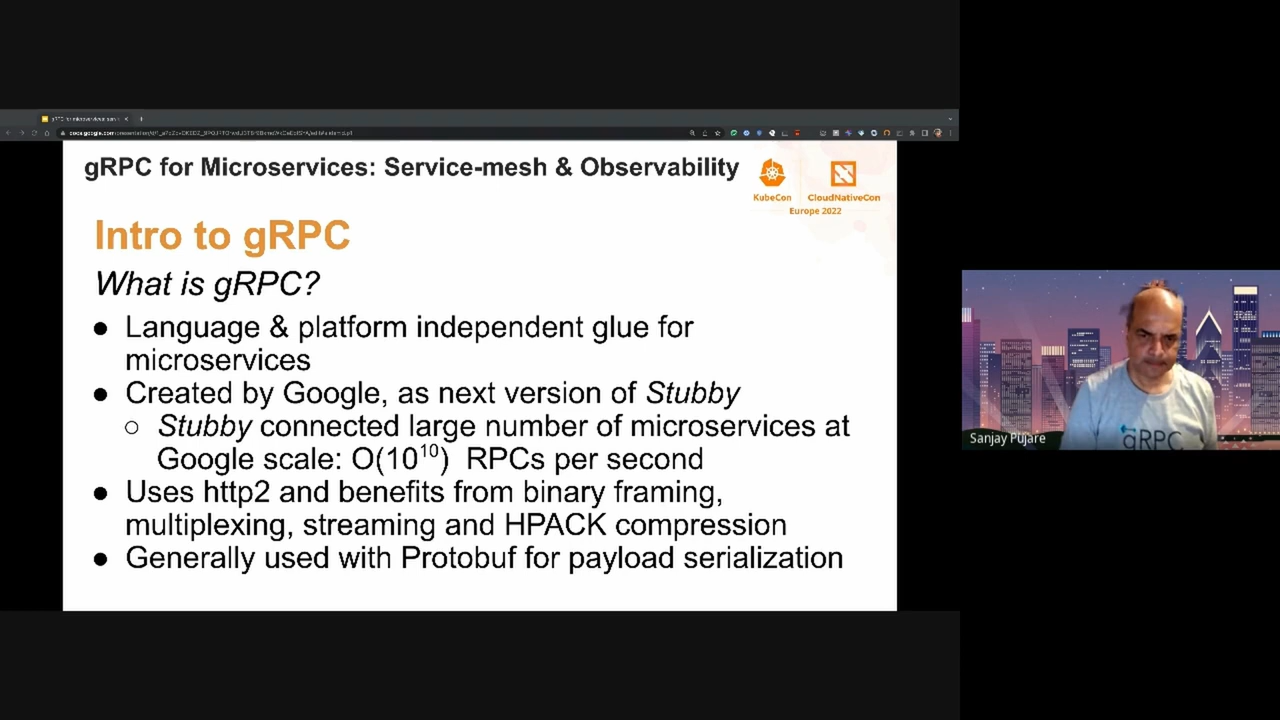 gRPC for Microservices: Service-mesh & Observability
KubeCon
CloudNativeCon
Europe 2022
Intro to gRPC
What is gRPC?
● Language & platform independent glue for
microservices
● Created by Google, as next version of Stubby
○ Stubby connected large number of microservices at
Google scale: O(10¹⁰) RPCs per second
● Uses http2 and benefits from binary framing,
multiplexing, streaming and HPACK compression
● Generally used with Protobuf for payload serialization
Sanjay Pujare
gRPC